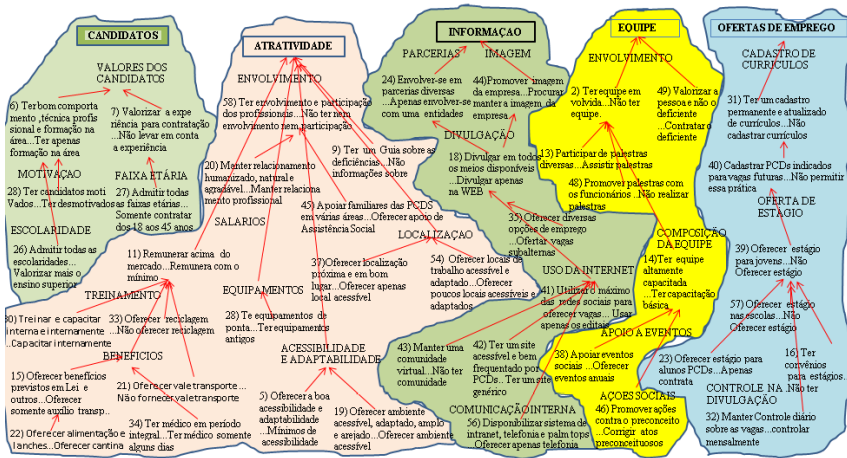 CANDIDATOS
VALORES DOS
CANDIDATOS
6) Ter bom comporta
mento ,técnica profis
sional e formação na
área...Ter apenas
formação na área
7) Valorizar a expe
riência para contratação
...Não levar em conta a
experiência
MOTIVAÇAO
28) Ter candidatos moti
Vados...Ter desmotivados
FAIXA ETÁRIA
27) Admitir todas
as faixas etárias...
Somente contratar
dos 18 aos 45 anos
ESCOLARIDADE
26) Admitir todas as
escolaridades...
Valorizar mais o
ensino superior
ATRATIVIDADE
ENVOLVIMENTO
58) Ter envolvimento e participação
dos profissionais...Não ter nem
envolvimento nem participação
20) Manter relacionamento
humanizado, natural e
agradável...Manter relaciona
mento profissional
9) Ter um Guia sobre as
deficiências...Não
informações sobre
45) Apoiar familiares das PCDS
em várias áreas...Oferecer apoio de
Assistência Social
SALARIOS
11) Remunerar acima do
mercado...Remunera com o
mínimo
LOCALIZAÇAO
37) Oferecer localização
próxima e em bom
lugar...Oferecer apenas
local acessível
54) Oferecer locais de
trabalho acessível e
adaptado...Oferecer
poucos locais acessíveis e
adaptados
TREINAMENTO
30) Treinar e capacitar
interna e internamente
...Capacitar internamente
33) Oferecer reciclagem
...Não oferecer reciclagem
EQUIPAMENTOS
28) Ter equipamentos de
ponta...Ter equipamentos
antigos
BENEFICIOS
15) Oferecer benefícios
previstos em Lei e
outros...Oferecer
somente auxílio transp...
21) Oferecer vale transporte...
Não fornecer vale transporte
22) Oferecer alimentação e
lanches...Oferecer cantina
34) Ter médico em período
integral...Ter médico somente
alguns dias
ACESSIBILIDADE
E ADAPTABILIDADE
5) Oferecer a boa
acessibilidade e
adaptabilidade
...Mínimos de
acessibilidade
19) Oferecer ambiente
acessível, adaptado, amplo
e arejado...Oferecer ambiente
acessível
INFORMAÇAO
PARCERIAS
IMAGEM
24) Envolver-se em
parcerias diversas
...Apenas envolver-se
com uma entidades
44)Promover imagem
da empresa...Procurar
manter a imagem da
empresa
DIVULGAÇÃO
18) Divulgar em todos
os meios disponíveis
...Divulgar apenas
na WEB
35) Oferecer diversas
opções de emprego
...Ofertar vagas
subalternas
USO DA INTERNET
41) Utilizar o máximo
das redes sociais para
oferecer vagas... Usar
apenas os editais
43) Manter uma
comunidade
virtual...Não ter
comunidade
42) Ter um site
acessível e bem
frequentado por
PCDs...Ter um site
genérico
COMUNICAÇÃO INTERNA
56) Disponibilizar sistema de
intranet, telefonia e palm tops
Oferecer apenas telefonia
EQUIPE
ENVOLVIMENTO
2) Ter equipe em
volvida...Não ter
equipe.
49) Valorizar a
pessoa e não o
deficiente
...Contratar o
deficiente
13) Participar de palestras
diversas...Assistir palestras
48) Promover palestras com
os funcionários ..Não realizar
palestras
COMPOSIÇÃO
DA EQUIPE
14) Ter equipe
altamente
capacitada
...Ter capacitação
básica
APOIO A EVENTOS
38) Apoiar eventos
sociais ...Oferecer
eventos anuais
AÇOES SOCIAIS
46) Promover ações
contra o preconceito
...Corrigir atos
preconceituosos
OFERTAS DE EMPREGO
CADASTRO DE
CURRICULOS
31) Ter um cadastro
permanente e atualizado
de currículos...Não
cadastrar currículos
40) Cadastrar PCDs indicados
para vagas futuras...Não permitir
essa prática
OFERTA DE
ESTÁGIO
39) Oferecer estágio
para jovens...Não
Oferecer estágio
57) Oferecer estágio
nas escolas...Não
Oferecer estágio
23) Oferecer estágio para
alunos PCDs...Apenas
contrata
16) Ter
convênios
para estágios...
Não ter
CONTROLE NA
DIVULGAÇÃO
32) Manter Controle diário
sobre as vagas...controlar
mensalmente